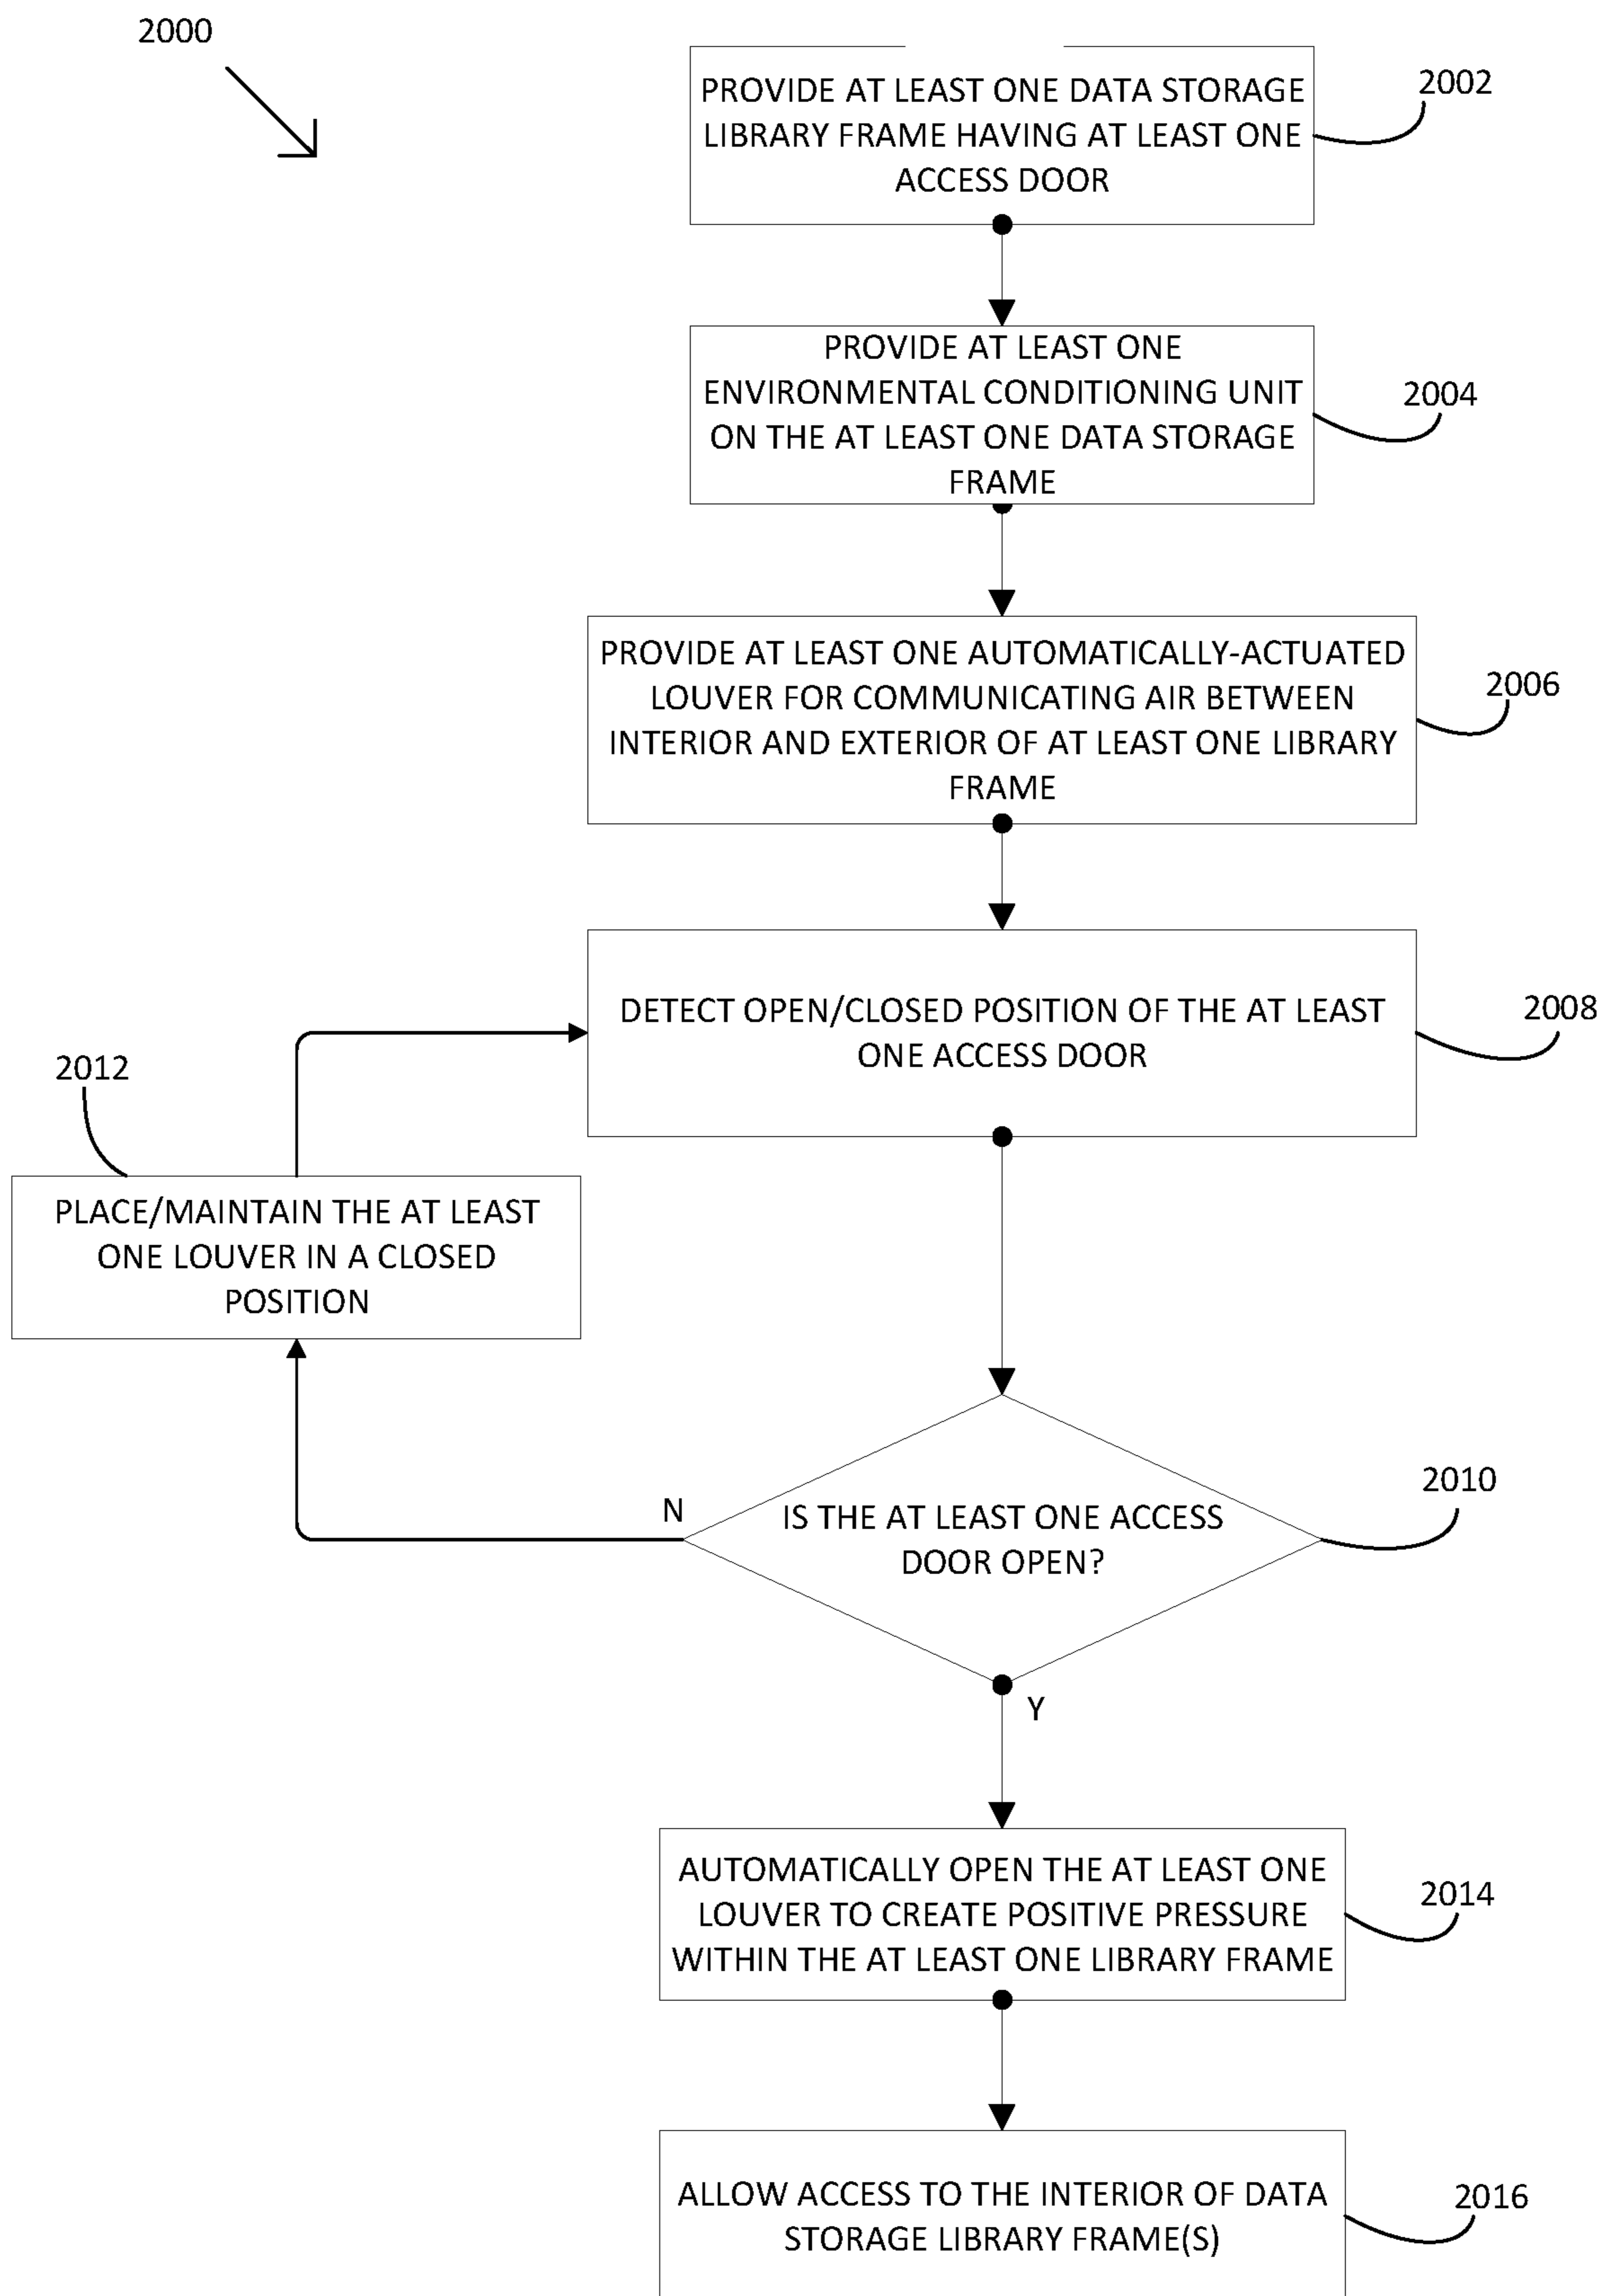 2000
PROVIDE AT LEAST ONE DATA STORAGE
LIBRARY FRAME HAVING AT LEAST ONE
ACCESS DOOR
2002
PROVIDE AT LEAST ONE
ENVIRONMENTAL CONDITIONING UNIT
ON THE AT LEAST ONE DATA STORAGE
FRAME
2004
PROVIDE AT LEAST ONE AUTOMATICALLY-ACTUATED
LOUVER FOR COMMUNICATING AIR BETWEEN
INTERIOR AND EXTERIOR OF AT LEAST ONE LIBRARY
FRAME
2006
DETECT OPEN/CLOSED POSITION OF THE AT LEAST
ONE ACCESS DOOR
2008
2012
PLACE/MAINTAIN THE AT LEAST
ONE LOUVER IN A CLOSED
POSITION
N
IS THE AT LEAST ONE ACCESS
DOOR OPEN?
2010
Y
AUTOMATICALLY OPEN THE AT LEAST ONE
LOUVER TO CREATE POSITIVE PRESSURE
WITHIN THE AT LEAST ONE LIBRARY FRAME
2014
ALLOW ACCESS TO THE INTERIOR OF DATA
STORAGE LIBRARY FRAME(S)
2016